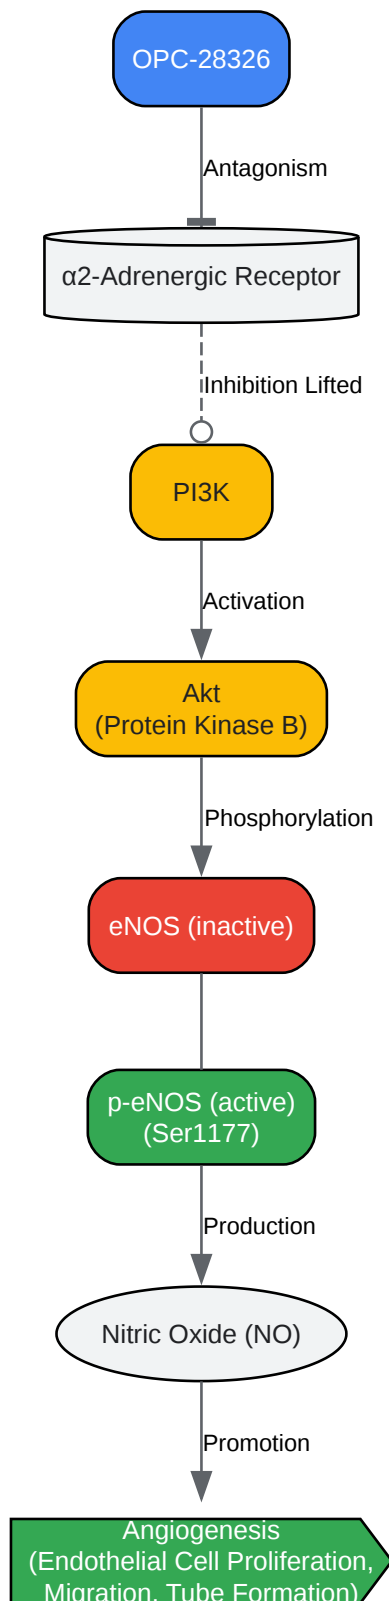 OPC-28326
Antagonism
α2-Adrenergic Receptor
Inhibition Lifted
PI3K
Activation
Akt
(Protein Kinase B)
Phosphorylation
eNOS (inactive)
p-eNOS (active)
(Ser1177)
Production
Nitric Oxide (NO)
Promotion
Angiogenesis
(Endothelial Cell Proliferation,
Migration, Tube Formation)